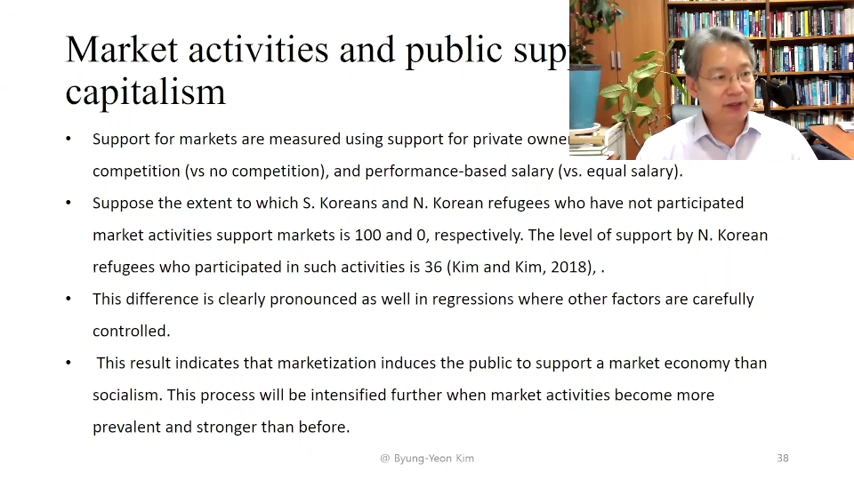 Market activities and public
capitalism
• Support for markets are measured using support for private
competition (vs no competition), and performance-based salary (vs. equal salary).
• Suppose the extent to which S. Koreans and N. Korean refugees who have not participated
market activities support markets is 100 and 0, respectively. The level of support by N. Korean
refugees who participated in such activities is 36 (Kim and Kim, 2018), .
• This difference is clearly pronounced as well in regressions where other factors are carefully
controlled.
• This result indicates that marketization induces the public to support a market economy than
socialism. This process will be intensified further when market activities become more
prevalent and stronger than before.
@ Byung-Yeon Kim
38